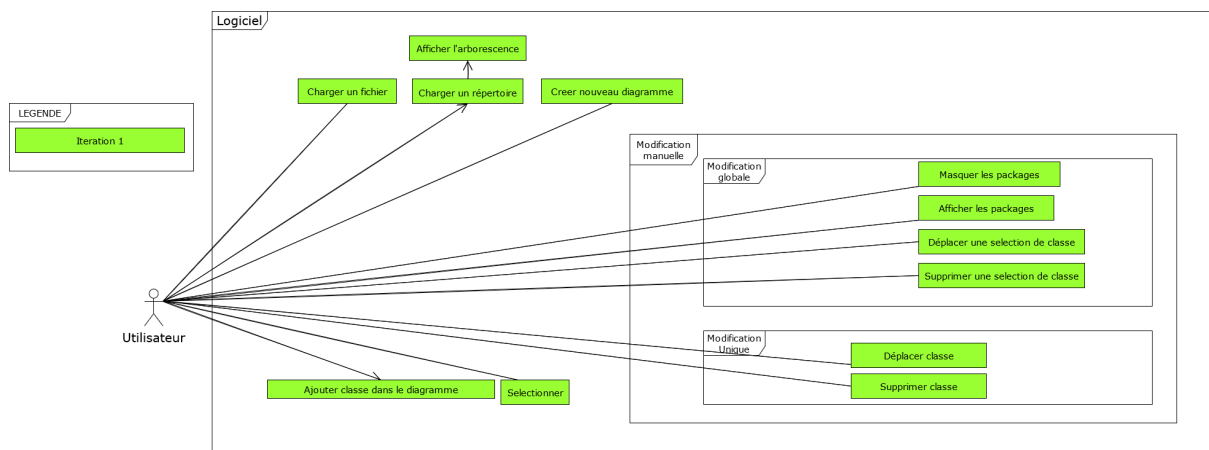 Logiciel
Afficher l'arborescence
Charger un fichier
Charger un répertoire
Creer nouveau diagramme
LEGENDE
Iteration 1
Modification
manuelle
Modification
globale
Masquer les packages
Afficher les packages
Déplacer une selection de classe
Supprimer une selection de classe
Utilisateur
Modification
Unique
Déplacer classe
Supprimer classe
Ajouter classe dans le diagramme
Selectionner